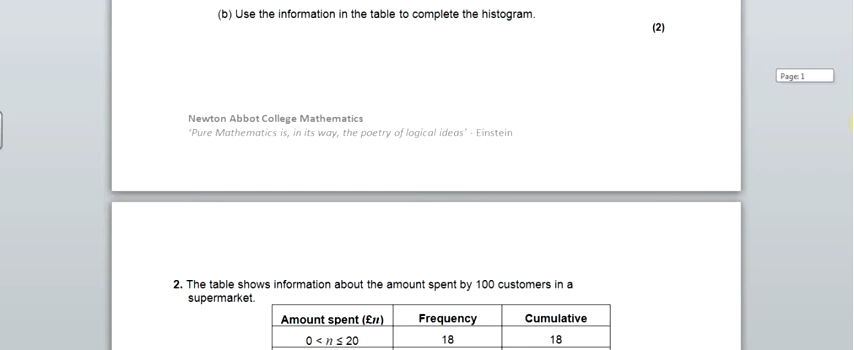 (b) Use the information in the table to complete the histogram.
(2)
Page: 1
Newton Abbot College Mathematics
'Pure Mathematics is, in its way, the poetry of logical ideas' - Einstein
2. The table shows information about the amount spent by 100 customers in a
supermarket.
Amount spent (£n) Frequency Cumulative
0 < n ≤ 20 18 18